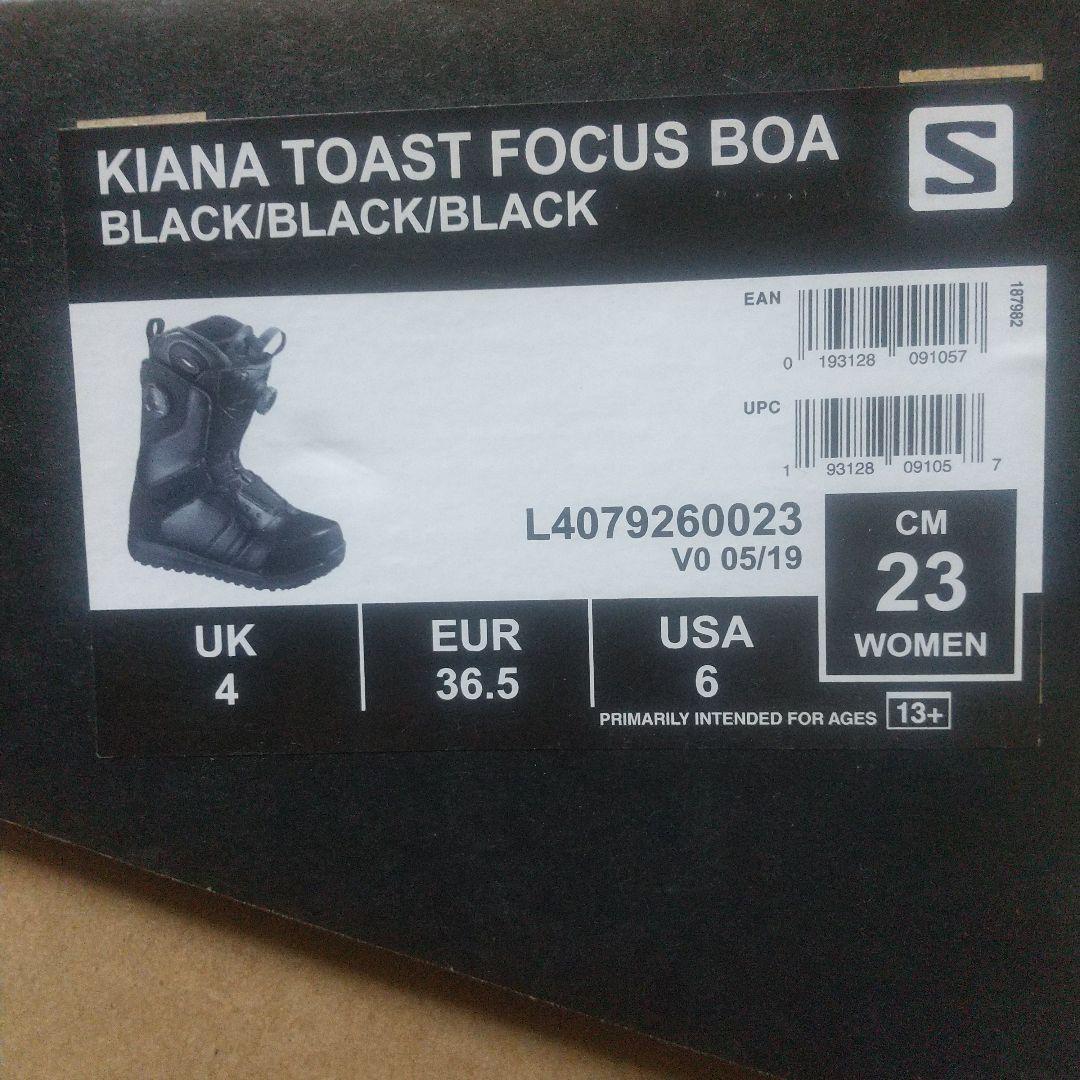 KIANA TOAST FOCUS BOA
BLACK/BLACK/BLACK
S
EAN
0 193128 091057
187982
UPC
1 93128 09105 7
L4079260023
V0 05/19
CM
23
WOMEN
UK
4
EUR
36.5
USA
6
PRIMARILY INTENDED FOR AGES 13+